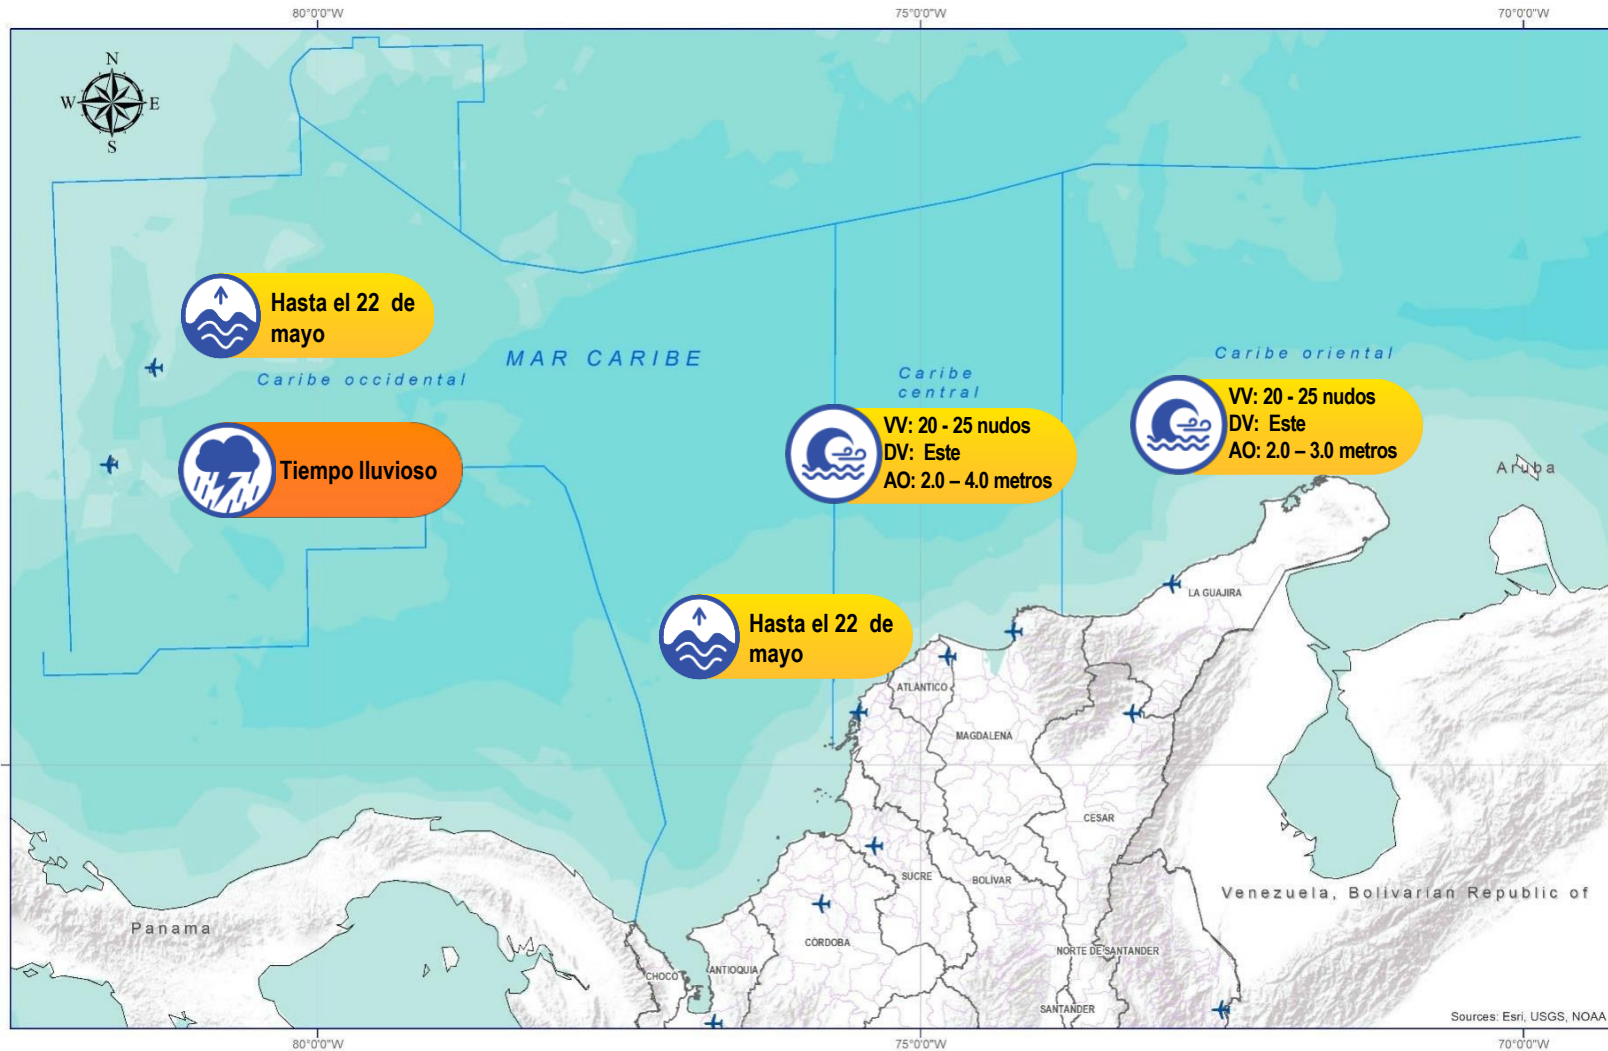 80°0'0"W
75°0'0"W
70°0'0"W
N
W
E
S
Hasta el 22 de
mayo
MAR CARIBE
Caribe occidental
Caribe
central
Caribe oriental
VV: 20 - 25 nudos
DV: Este
AO: 2.0 – 3.0 metros
VV: 20 - 25 nudos
DV: Este
AO: 2.0 – 4.0 metros
Tiempo lluvioso
Aruba
LA GUAJIRA
Hasta el 22 de
mayo
ATLÁNTICO
MAGDALENA
CESAR
SUCRE
BOLÍVAR
Venezuela, Bolivarian Republic of
Panama
CÓRDOBA
NORTE DE SANTANDER
CHOCÓ
ANTIOQUIA
SANTANDER
Sources: Esri, USGS, NOAA
80°0'0"W
75°0'0"W
70°0'0"W